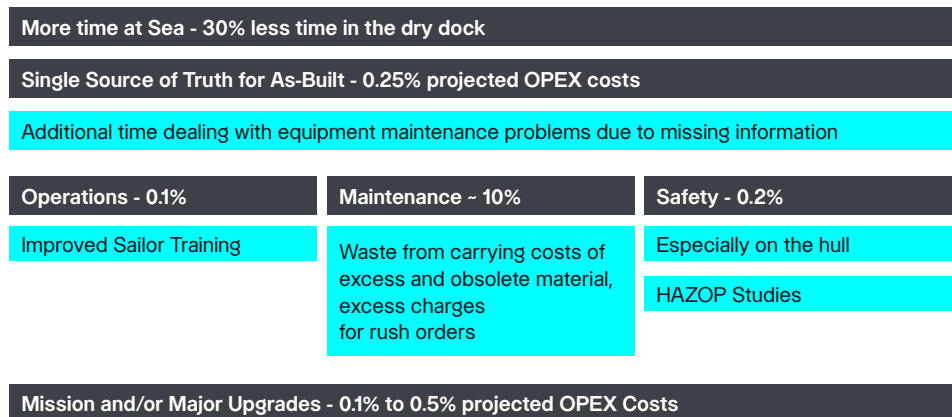 More time at Sea - 30% less time in the dry dock
Single Source of Truth for As-Built - 0.25% projected OPEX costs
Additional time dealing with equipment maintenance problems due to missing information
Operations - 0.1%
Improved Sailor Training
Maintenance ~ 10%
Waste from carrying costs of
excess and obsolete material,
excess charges
for rush orders
Safety - 0.2%
Especially on the hull
HAZOP Studies
Mission and/or Major Upgrades - 0.1% to 0.5% projected OPEX Costs